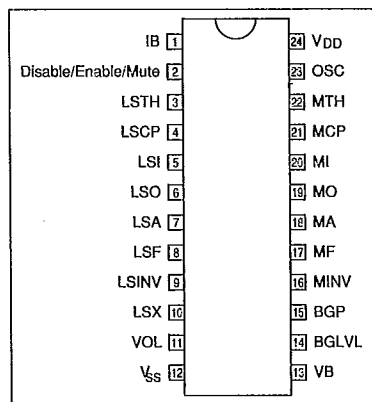 IB 1 24 VDD
Disable/Enable/Mute 2 23 OSC
LSTH 3 22 MTH
LSCP 4 21 MCP
LSI 5 20 MI
LSO 6 19 MO
LSA 7 18 MA
LSF 8 17 MF
LSINV 9 16 MINV
LSX 10 15 BGP
VOL 11 14 BGLVL
VSS 12 13 VB